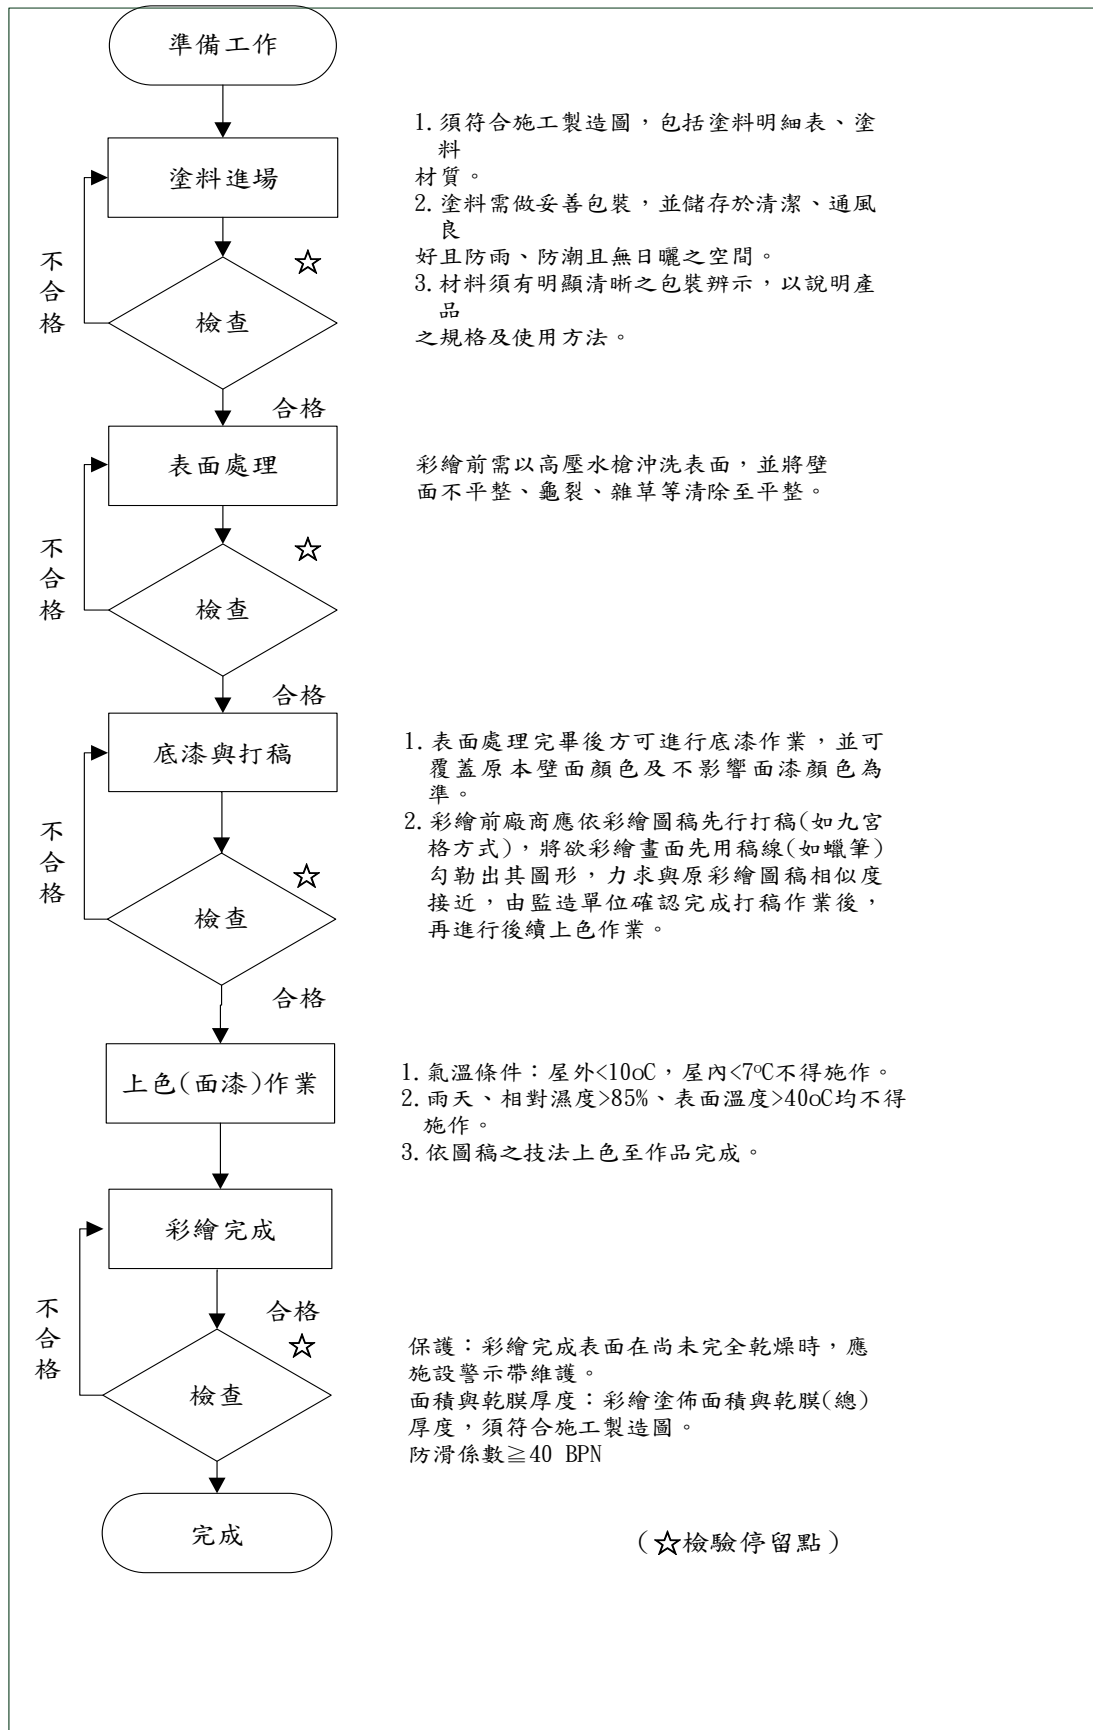 準備工作
塗料進場
1.須符合施工製造圖，包括塗料明細表、塗
料
材質。
2.塗料需做妥善包裝，並儲存於清潔、通風
良
好且防雨、防潮且無日曬之空間。
3.材料須有明顯清晰之包裝辨示，以說明產
品
之規格及使用方法。
不
合
格
☆
檢查
合格
表面處理
彩繪前需以高壓水槍沖洗表面，並將壁
面不平整、龜裂、雜草等清除至平整。
不
合
格
☆
檢查
合格
底漆與打稿
1.表面處理完畢後方可進行底漆作業，並可
覆蓋原本壁面顏色及不影響面漆顏色為
準。
2.彩繪前廠商應依彩繪圖稿先行打稿(如九宮
格方式)，將欲彩繪畫面先用稿線(如蠟筆)
勾勒出其圖形，力求與原彩繪圖稿相似度
接近，由監造單位確認完成打稿作業後，
再進行後續上色作業。
不
合
格
☆
檢查
合格
上色(面漆)作業
1.氣溫條件：屋外<10oC，屋內<7°C不得施作。
2.雨天、相對濕度>85%、表面溫度>40oC均不得
施作。
3.依圖稿之技法上色至作品完成。
彩繪完成
不
合
格
合格
☆
檢查
保護：彩繪完成表面在尚未完全乾燥時，應
施設警示帶維護。
面積與乾膜厚度：彩繪塗佈面積與乾膜(總)
厚度，須符合施工製造圖。
防滑係數≧40 BPN
完成
（☆檢驗停留點）